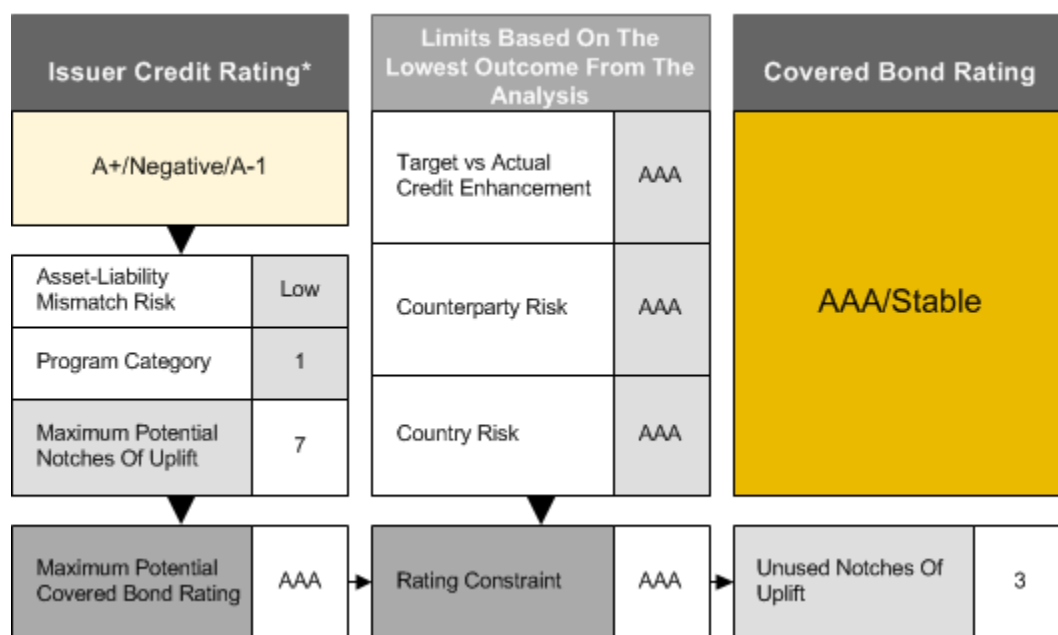 Issuer Credit Rating*
A+/Negative/A-1
Asset-Liability
Mismatch Risk
Low
Program Category
1
Maximum Potential
Notches Of Uplift
7
Maximum Potential
Covered Bond Rating
AAA
Limits Based On The
Lowest Outcome From The
Analysis
Target vs Actual
Credit Enhancement
AAA
Counterparty Risk
AAA
Country Risk
AAA
Rating Constraint
AAA
Covered Bond Rating
AAA/Stable
Unused Notches Of
Uplift
3